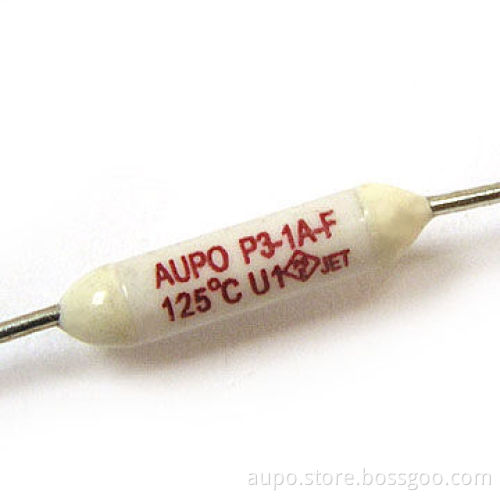 AUPO P3-1A-F
125°C U1 JET
aupo.store.bossgoo.com